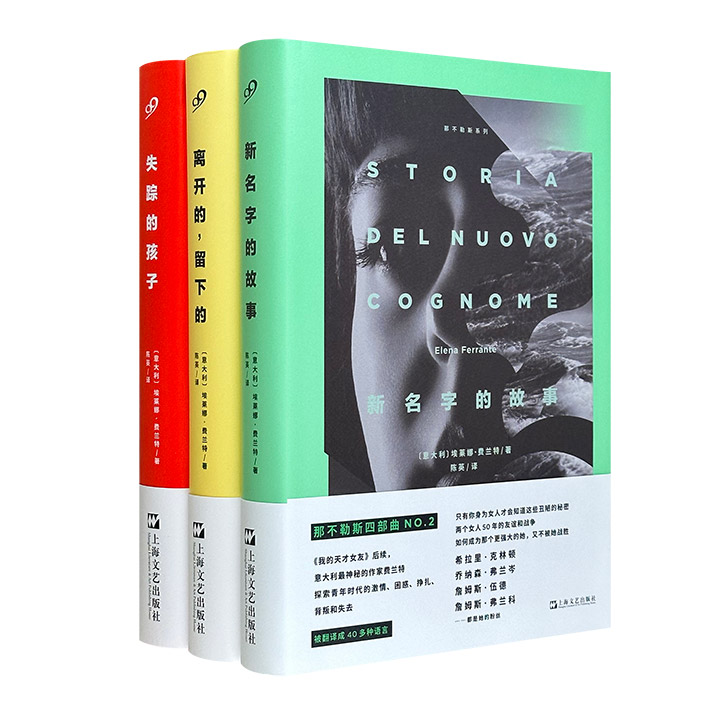 99
失踪的孩子
〔意大利〕埃莱娜·费兰特/著
陈英/译
上海文艺出版社
99
离开的,留下的
〔意大利〕埃莱娜·费兰特/著
陈英/译
上海文艺出版社
99
新名字的故事
〔意大利〕埃莱娜·费兰特/著
陈英/译
上海文艺出版社
那不勒斯系列
STORIA
DEL NUOVO
COGNOME
Elena Ferrante
新名字的故事
〔意大利〕埃莱娜·费兰特/著
陈英/译
那不勒斯四部曲 NO.2
《我的天才女友》后续,
意大利最神秘的作家费兰特
探索青年时代的激情、困惑、挣扎、
背叛和失去
被翻译成40多种语言
只有你身为女人才会知道这些丑陋的秘密
两个女人50年的友谊和战争
如何成为那个更强大的她,又不被她战胜
希拉里·克林顿
乔纳森·弗兰岑
詹姆斯·伍德
詹姆斯·弗兰科
——都是她的粉丝
上海文艺出版社